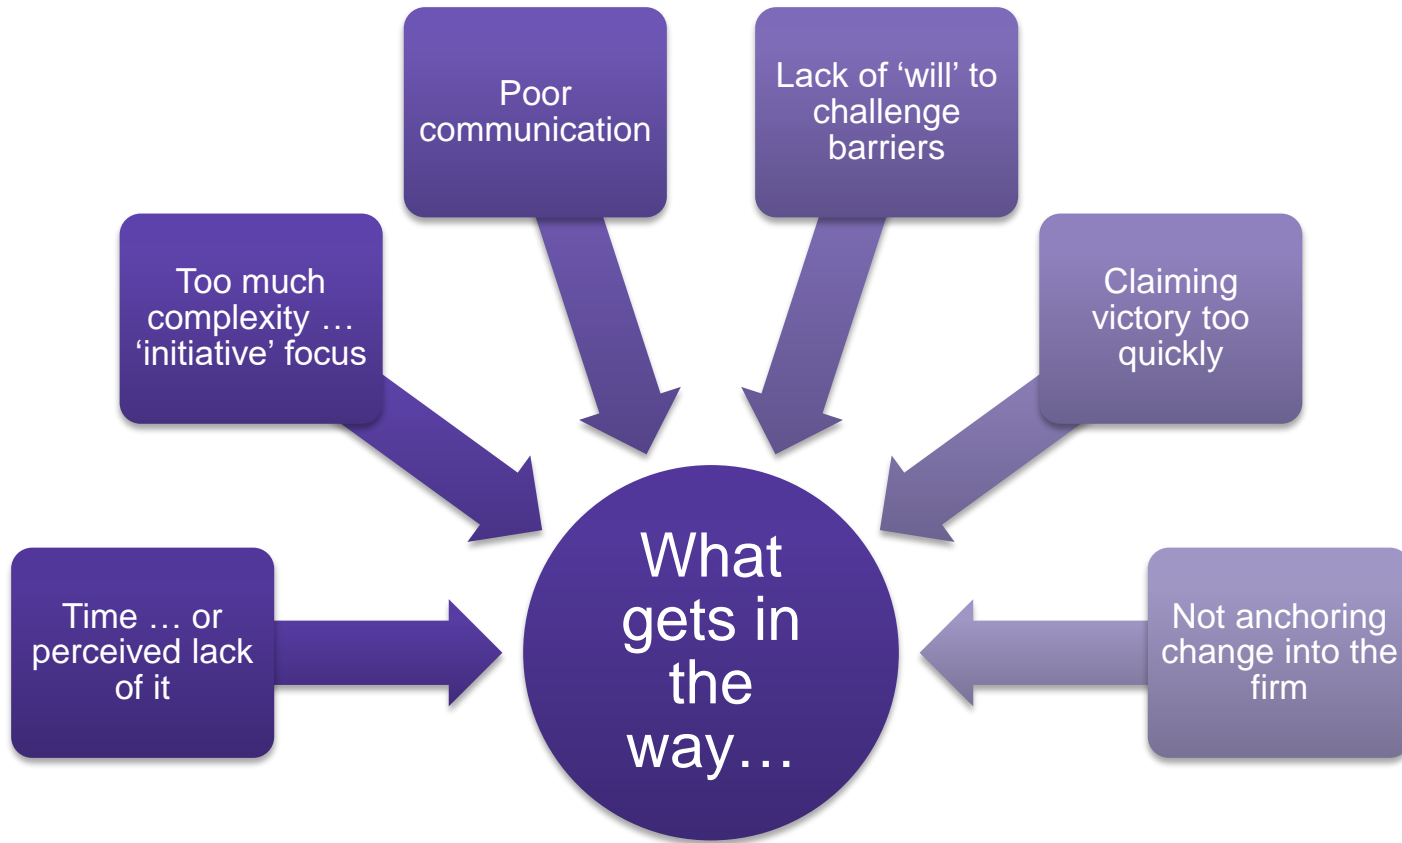 Poor
communication
Lack of ‘will’ to
challenge
barriers
Too much
complexity …
‘initiative’ focus
Claiming
victory too
quickly
Time … or
perceived lack
of it
What
gets in
the
way…
Not anchoring
change into the
firm